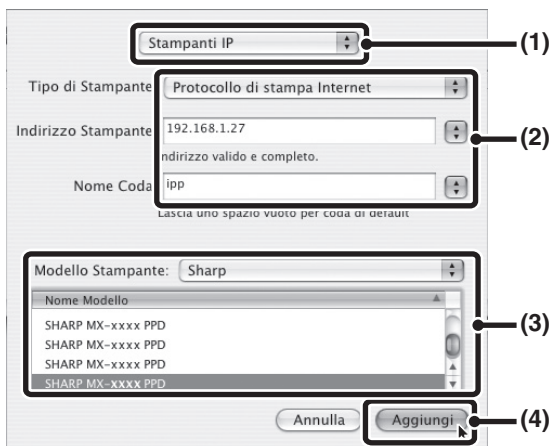 Stampanti IP
(1)
Tipo di Stampante
Protocollo di stampa Internet
Indirizzo Stampante
192.168.1.27
(2)
ndirizzo valido e completo.
Nome Coda
ipp
Lascia uno spazio vuoto per coda di default
Modello Stampante: Sharp
Nome Modello
SHARP MX-xxxx PPD
SHARP MX-xxxx PPD
(3)
SHARP MX-xxxx PPD
SHARP MX-xxxx PPD
Annulla
Aggiungi
(4)